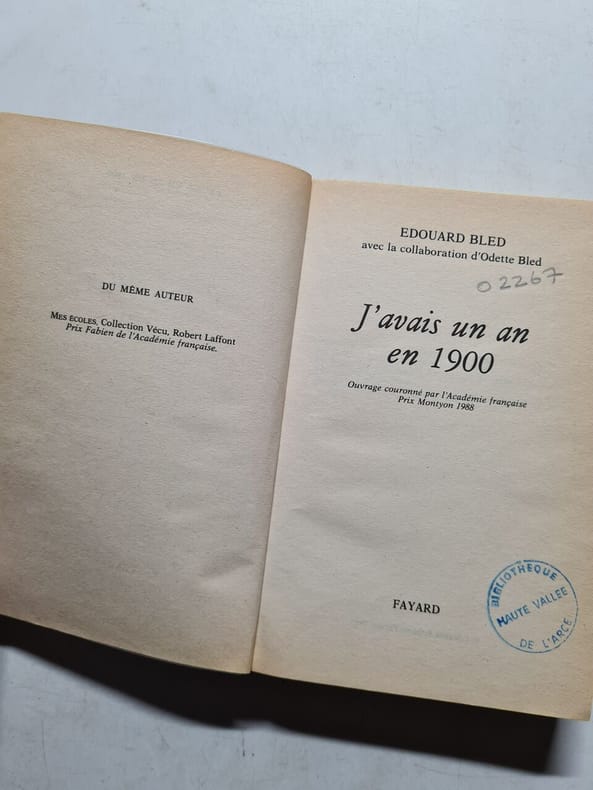 DU MÊME AUTEUR
MES ÉCOLES, Collection Vécu, Robert Laffont
Prix Fabien de l'Académie française.
EDOUARD BLED
avec la collaboration d'Odette Bled
02267
J'avais un an
en 1900
Ouvrage couronné par l'Académie française
Prix Montyon 1988
FAYARD
BIBLIOTHEQUE
HAUTE VALLEE
DE L'ARCE